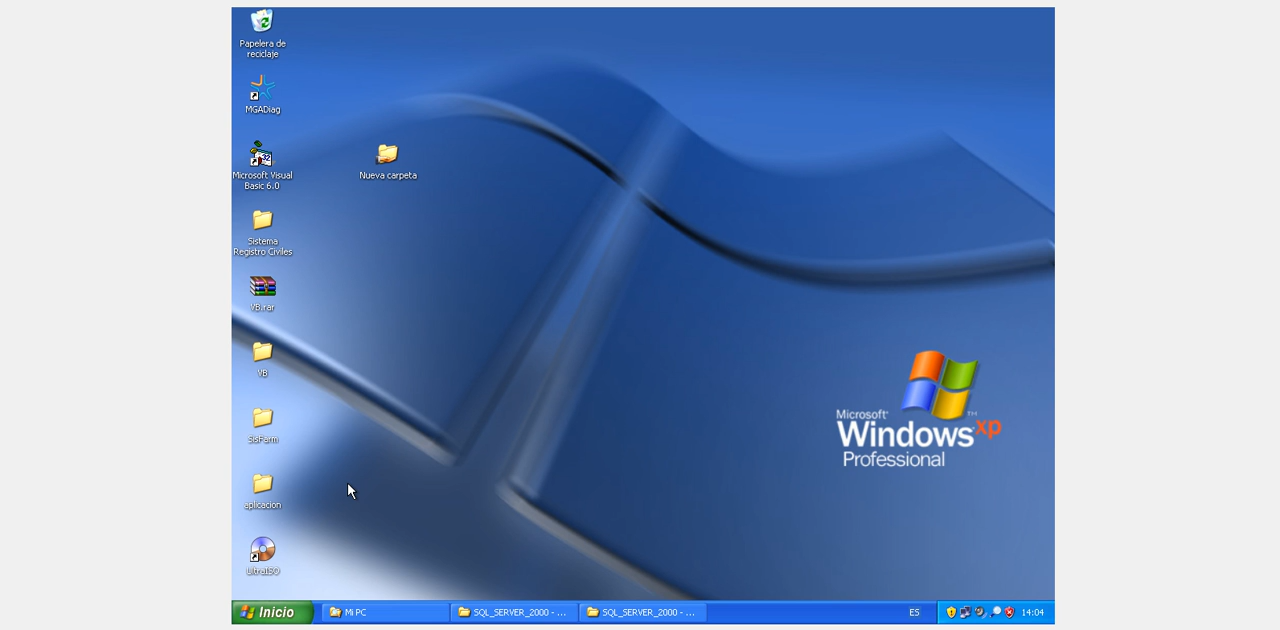 Papelera de
reciclaje
MGADiag
Microsoft Visual
Basic 6.0
Nueva carpeta
Sistema
Registro Civiles
VB.rar
VB
SisFarm
aplicacion
UltraISO
Microsoft®
Windows xp
TM
Professional
Inicio
Mi PC
SQL_SERVER_2000 - ...
SQL_SERVER_2000 - ...
ES
14:04